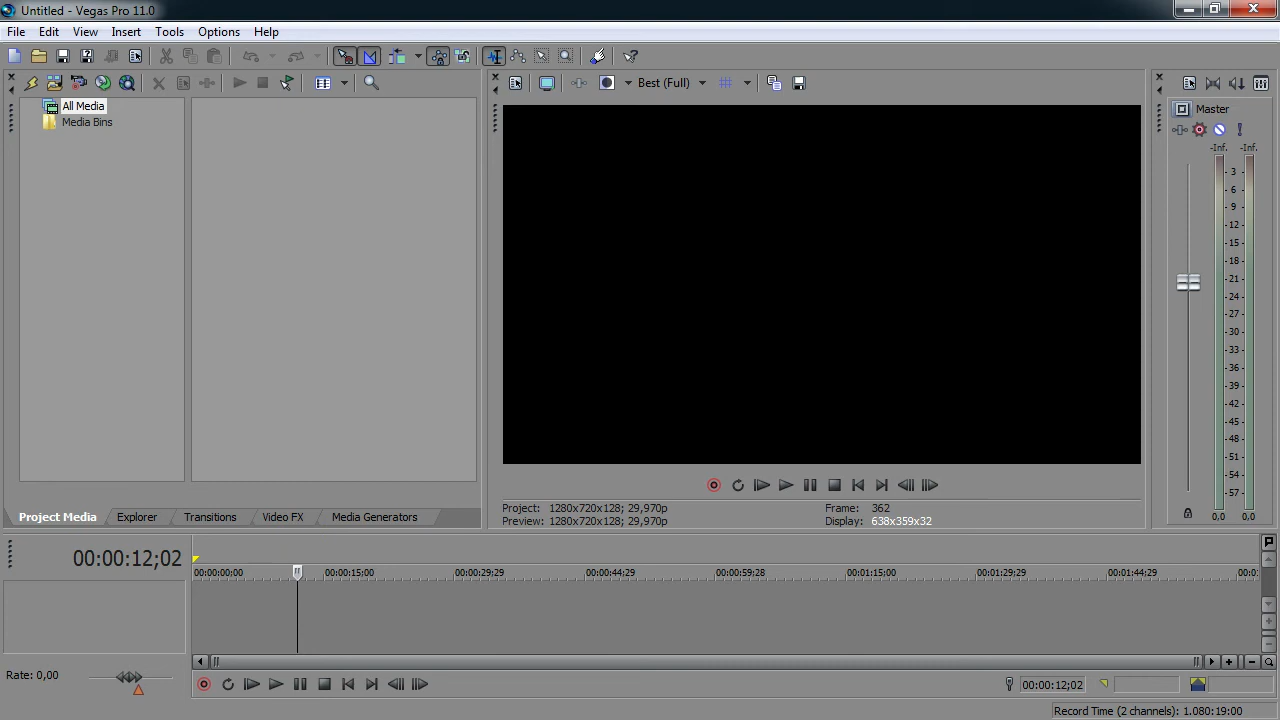 Untitled - Vegas Pro 11.0
File Edit View Insert Tools Options Help
Best (Full)
All Media
Media Bins
Master
-Inf. -Inf.
3
6
9
-12
-15
-18
-21
-24
-27
-30
-33
-36
-39
-42
-45
-48
-51
-54
-57
0,0 0,0
Project: 1280x720x128; 29,970p
Preview: 1280x720x128; 29,970p
Frame: 362
Display: 638x359x32
Project Media Explorer Transitions Video FX Media Generators
00:00:12;02
00:00:00;00 00:00:15;00 00:00:29;29 00:00:44;29 00:00:59;28 00:01:15;00 00:01:29;29 00:01:44;29
Rate: 0,00
00:00:12;02
Record Time (2 channels): 1.080:19:00